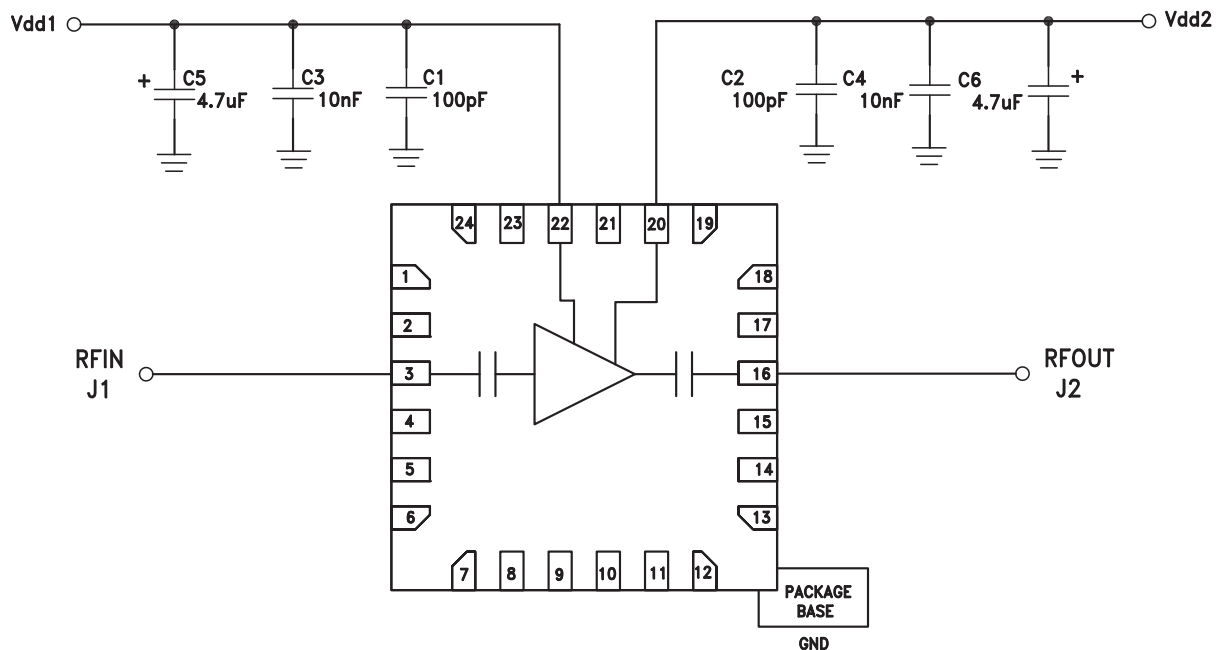 Vdd1
Vdd2
+ C5
4.7uF
C3
10nF
C1
100pF
C2
100pF
C4
10nF
C6
4.7uF
+
24 23 22 21 20 19
1
2
3
4
5
6
18
17
16
15
14
13
7 8 9 10 11 12
RFIN
J1
RFOUT
J2
PACKAGE
BASE
GND